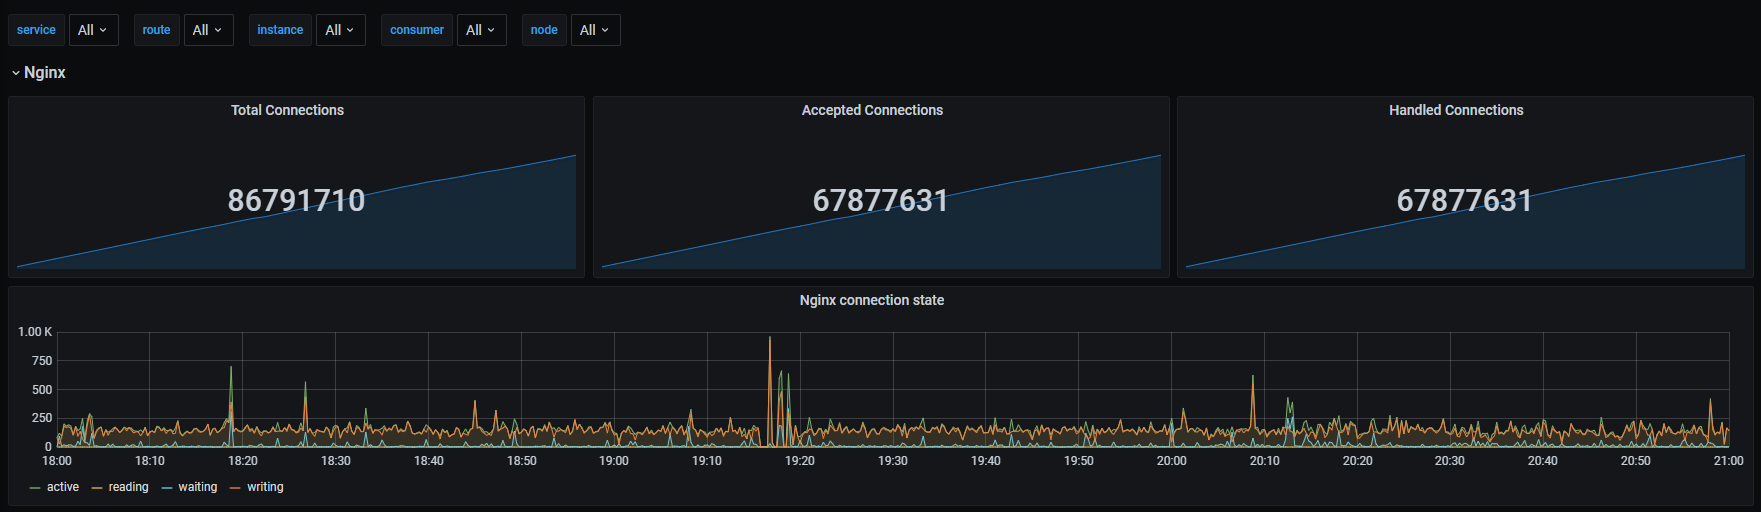 service All route All instance All consumer All node All
Nginx
Total Connections
86791710
Accepted Connections
67877631
Handled Connections
67877631
Nginx connection state
1.00 K
750
500
250
0
18:00 18:10 18:20 18:30 18:40 18:50 19:00 19:10 19:20 19:30 19:40 19:50 20:00 20:10 20:20 20:30 20:40 20:50 21:00
active reading waiting writing